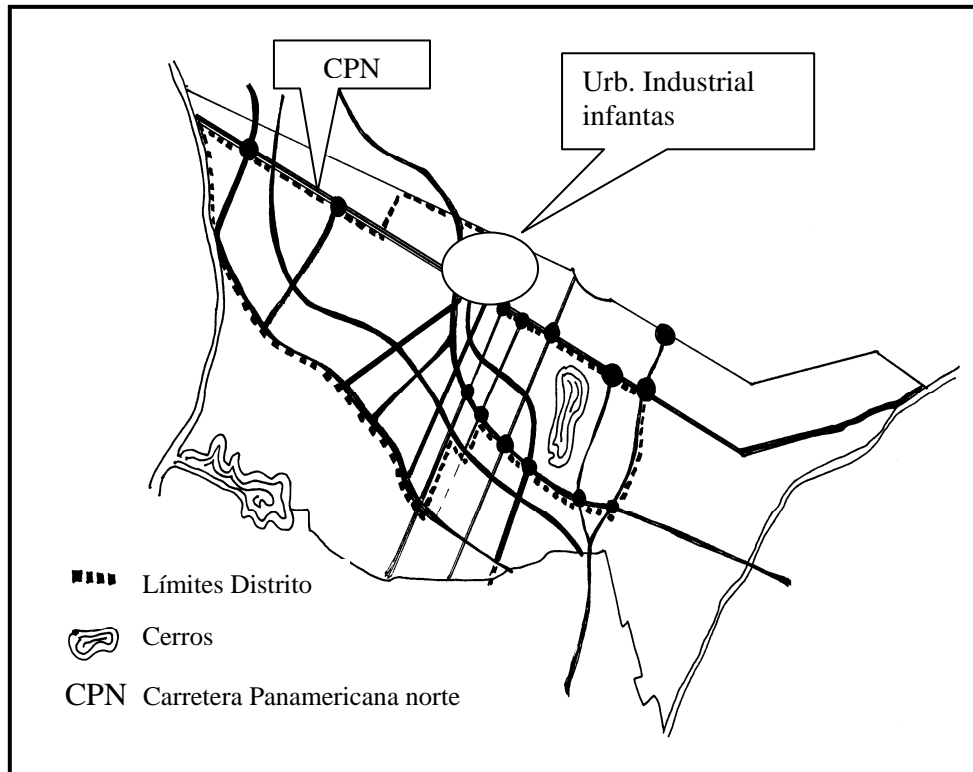 CPN
Urb. Industrial
infantas
Límites Distrito
Cerros
CPN Carretera Panamericana norte